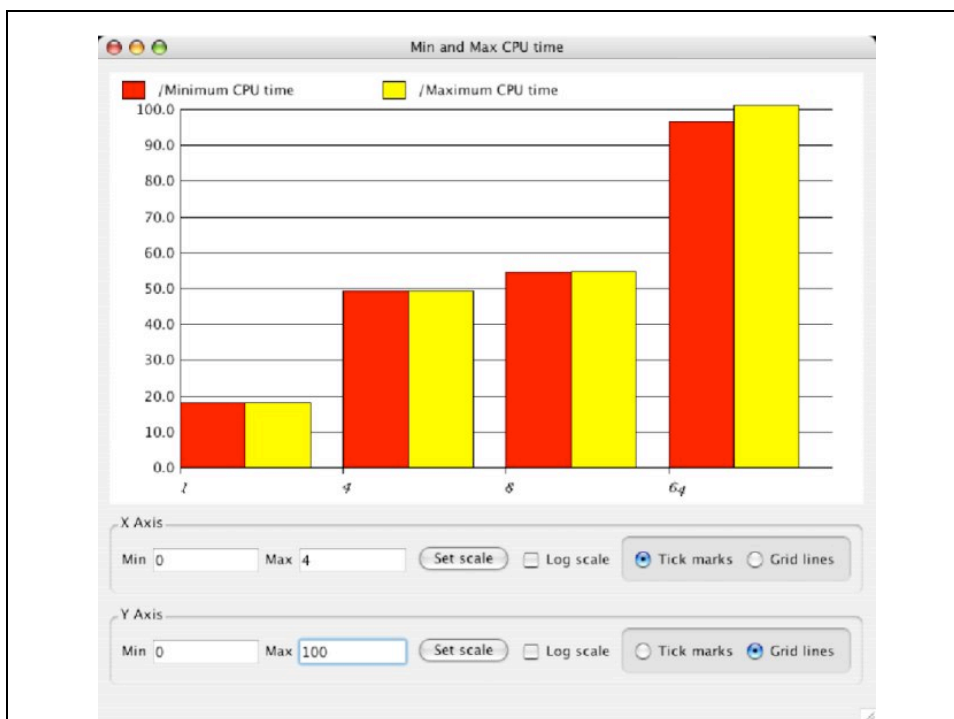 Min and Max CPU time
/Minimum CPU time
/Maximum CPU time
100.0
90.0
80.0
70.0
60.0
50.0
40.0
30.0
20.0
10.0
0.0
1 4 8 64
X Axis
Min 0 Max 4 Set scale Log scale Tick marks Grid lines
Y Axis
Min 0 Max 100 Set scale Log scale Tick marks Grid lines